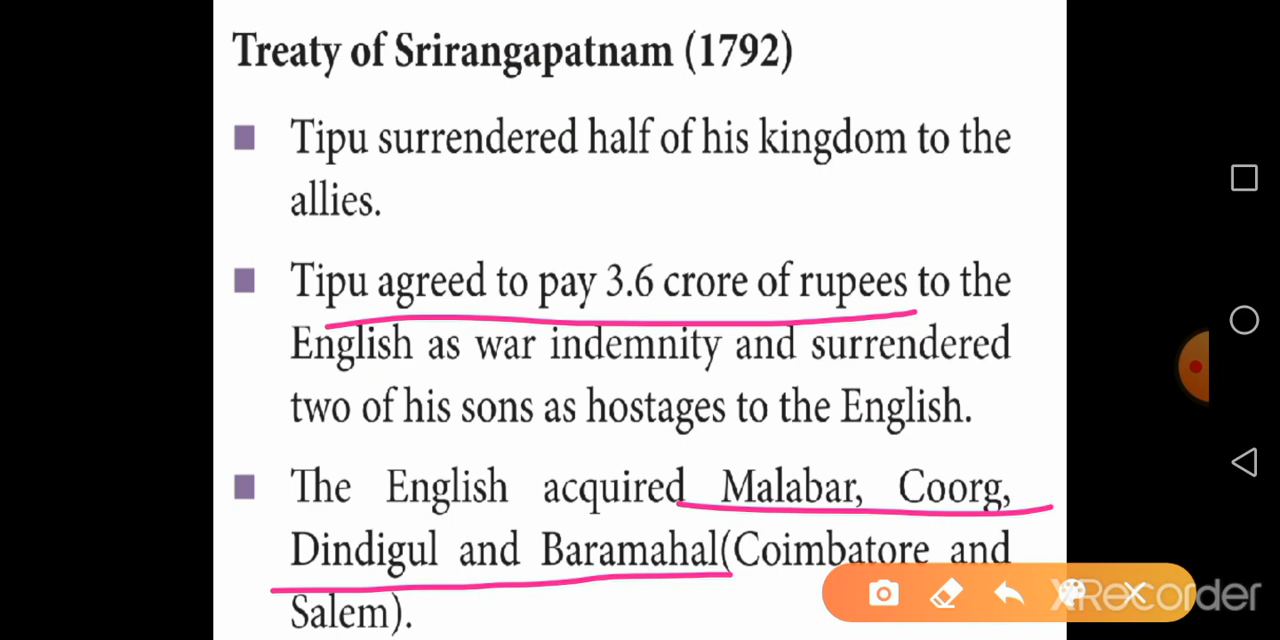 Treaty of Srirangapatnam (1792)
Tipu surrendered half of his kingdom to the
allies.
Tipu agreed to pay 3.6 crore of rupees to the
English as war indemnity and surrendered
two of his sons as hostages to the English.
The English acquired Malabar, Coorg,
Dindigul and Baramahal(Coimbatore and
Salem).
XRecorder